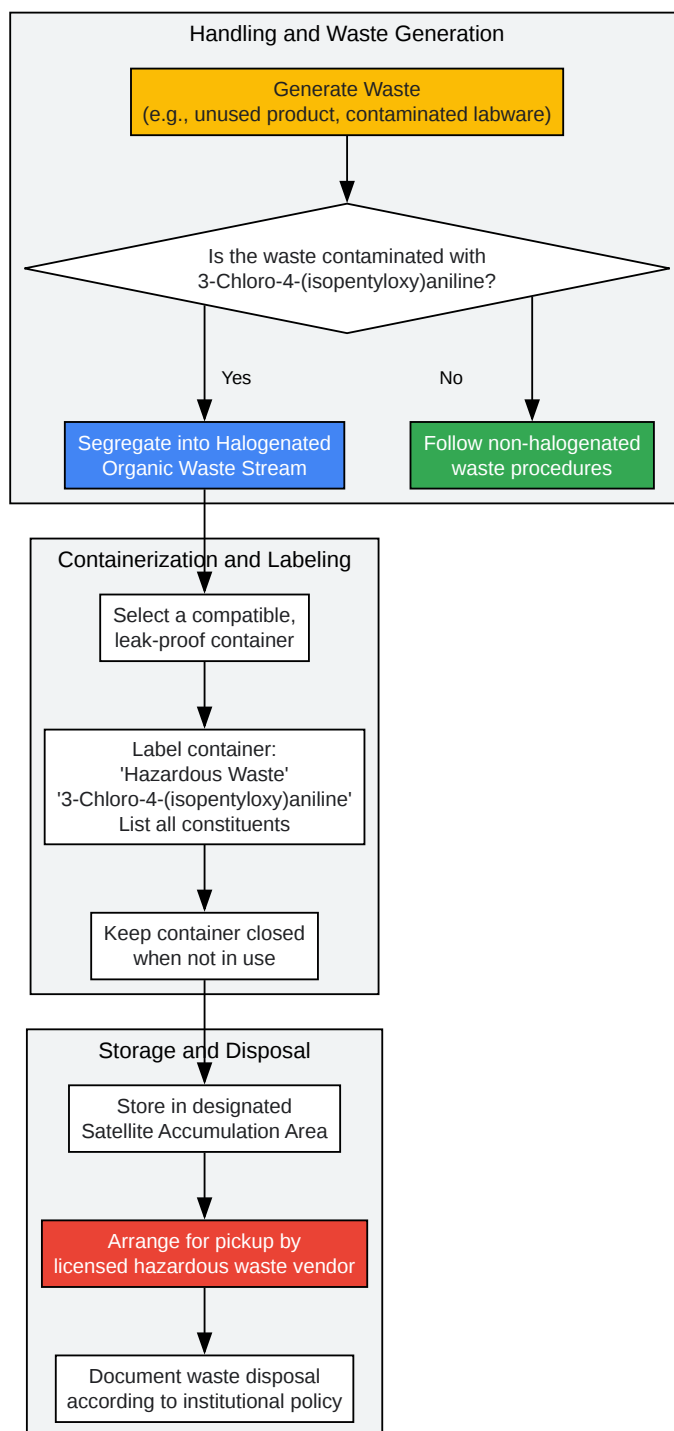 Handling and Waste Generation
Generate Waste
(e.g., unused product, contaminated labware)
Is the waste contaminated with
3-Chloro-4-(isopentyloxy)aniline?
Yes
No
Segregate into Halogenated
Organic Waste Stream
Follow non-halogenated
waste procedures
Containerization and Labeling
Select a compatible,
leak-proof container
Label container:
'Hazardous Waste'
'3-Chloro-4-(isopentyloxy)aniline'
List all constituents
Keep container closed
when not in use
Storage and Disposal
Store in designated
Satellite Accumulation Area
Arrange for pickup by
licensed hazardous waste vendor
Document waste disposal
according to institutional policy